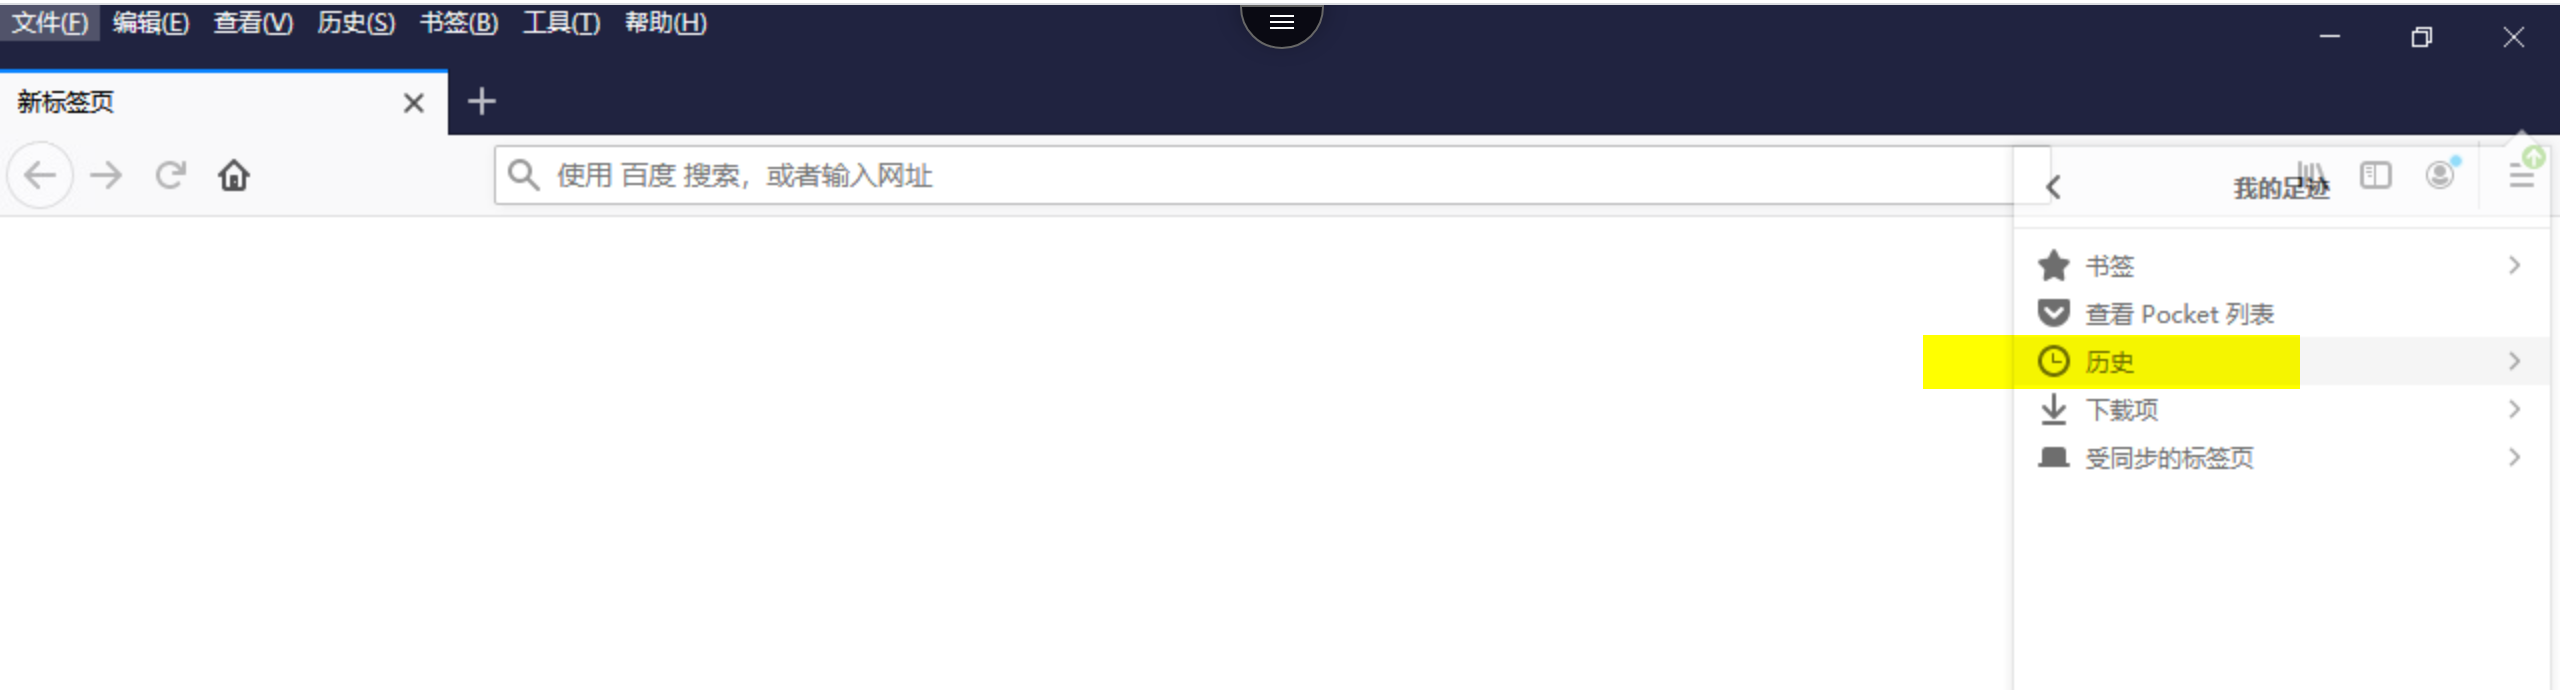 文件(F) 编辑(E) 查看(V) 历史(S) 书签(B) 工具(T) 帮助(H)
新标签页
使用 百度 搜索，或者输入网址
我的足迹
书签
查看 Pocket 列表
历史
下载项
受同步的标签页